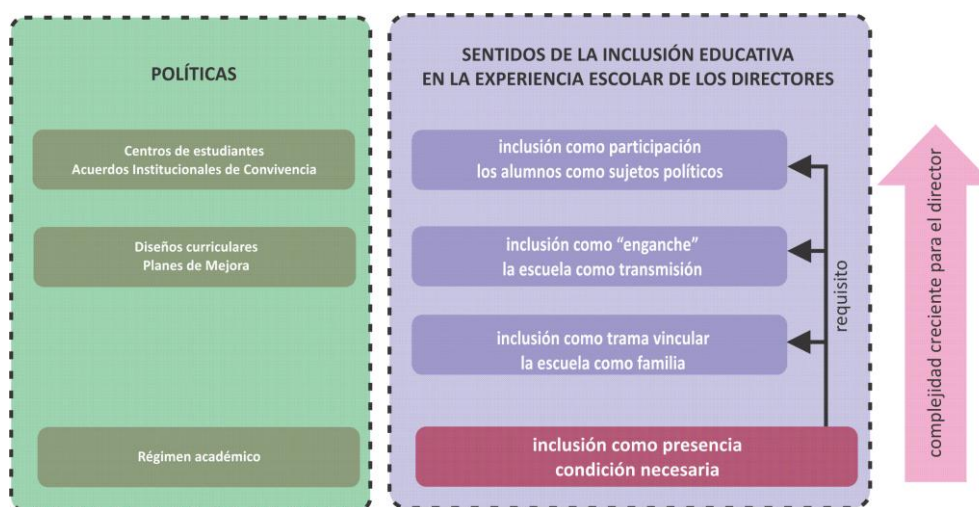 POLÍTICAS
Centros de estudiantes
Acuerdos Institucionales de Convivencia
Diseños curriculares
Planes de Mejora
Régimen académico
SENTIDOS DE LA INCLUSIÓN EDUCATIVA
EN LA EXPERIENCIA ESCOLAR DE LOS DIRECTORES
inclusión como participación
los alumnos como sujetos políticos
inclusión como “enganche”
la escuela como transmisión
inclusión como trama vincular
la escuela como familia
inclusión como presencia
condición necesaria
requisito
complejidad creciente para el director